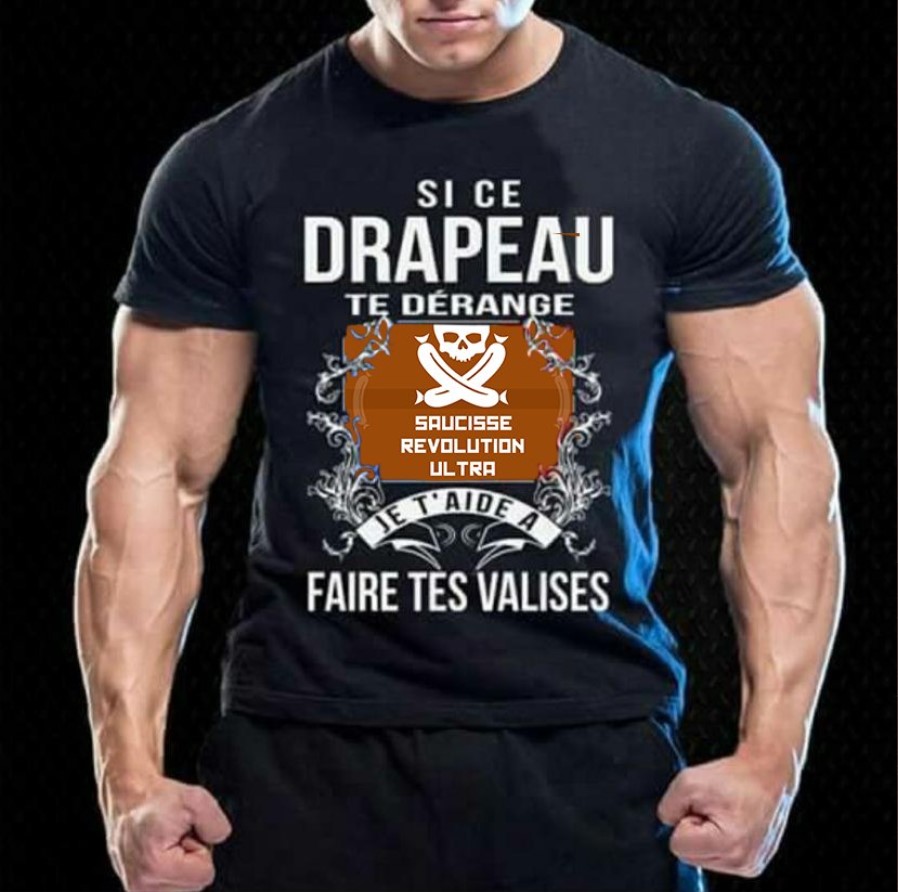 SI CE
DRAPEAU
TE DÉRANGE
SAUCISSE
REVOLUTION
ULTRA
JE T'AIDE A
FAIRE TES VALISES